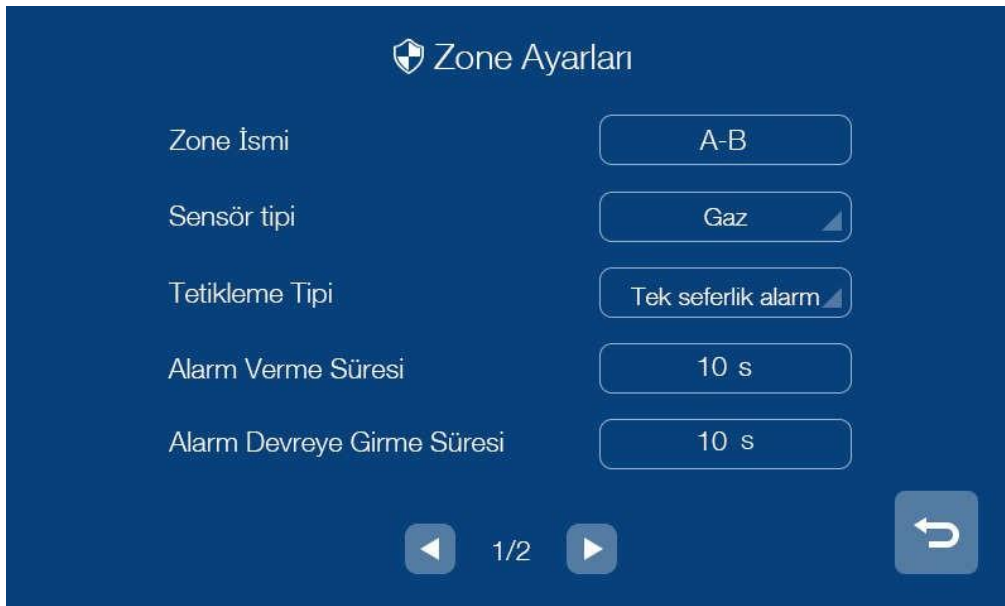 Zone Ayarları
Zone İsmi A-B
Sensör tipi Gaz
Tetikleme Tipi Tek seferlik alarm
Alarm Verme Süresi 10 s
Alarm Devreye Girme Süresi 10 s
1/2